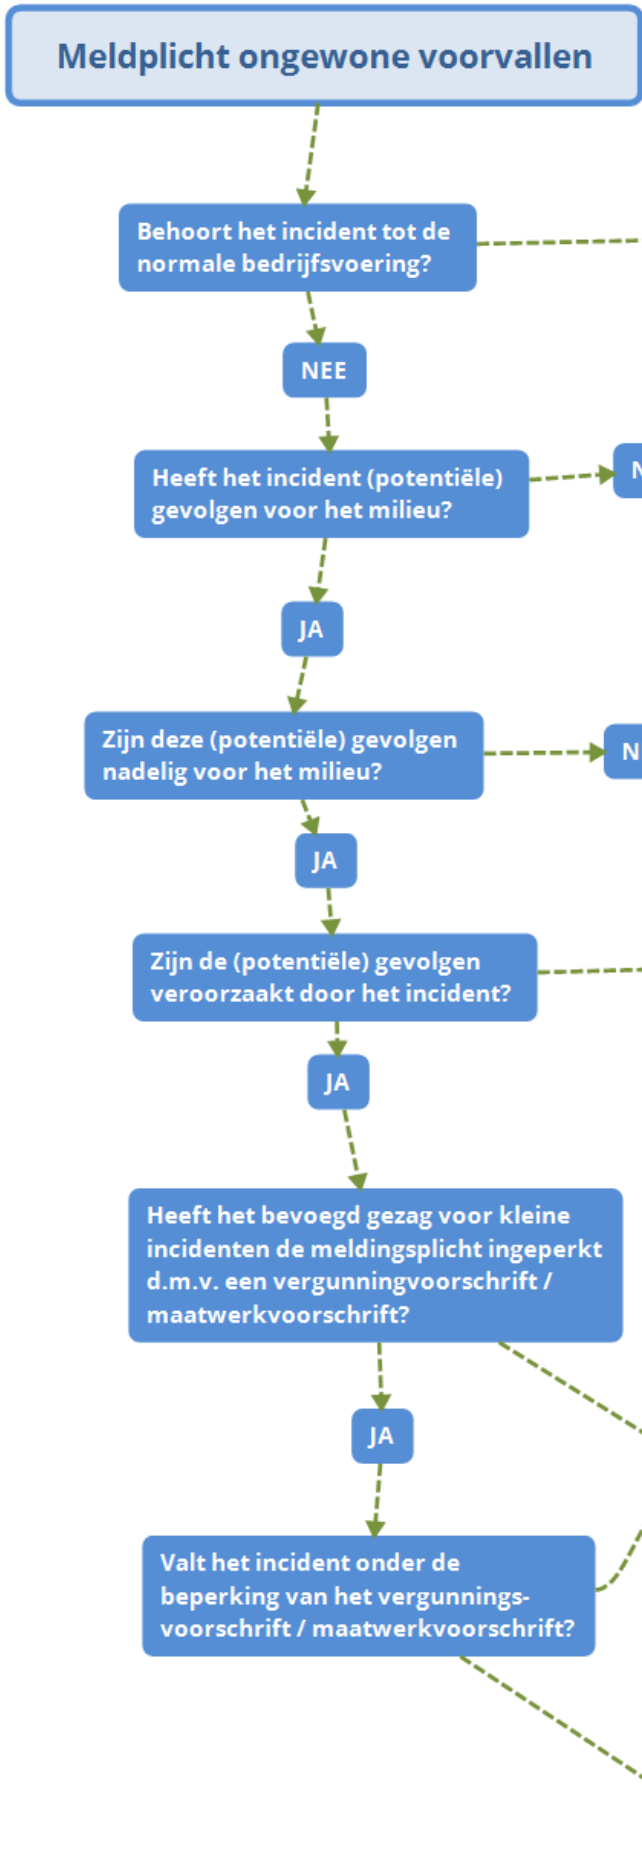 Meldplicht ongewone voorvallen
Behoort het incident tot de
normale bedrijfsvoering?
NEE
Heeft het incident (potentiële)
gevolgen voor het milieu?
JA
Zijn deze (potentiële) gevolgen
nadelig voor het milieu?
JA
Zijn de (potentiële) gevolgen
veroorzaakt door het incident?
JA
Heeft het bevoegd gezag voor kleine
incidenten de meldingsplicht ingeperkt
d.m.v. een vergunningvoorschrift /
maatwerkvoorschrift?
JA
Valt het incident onder de
beperking van het vergunnings-
voorschrift / maatwerkvoorschrift?